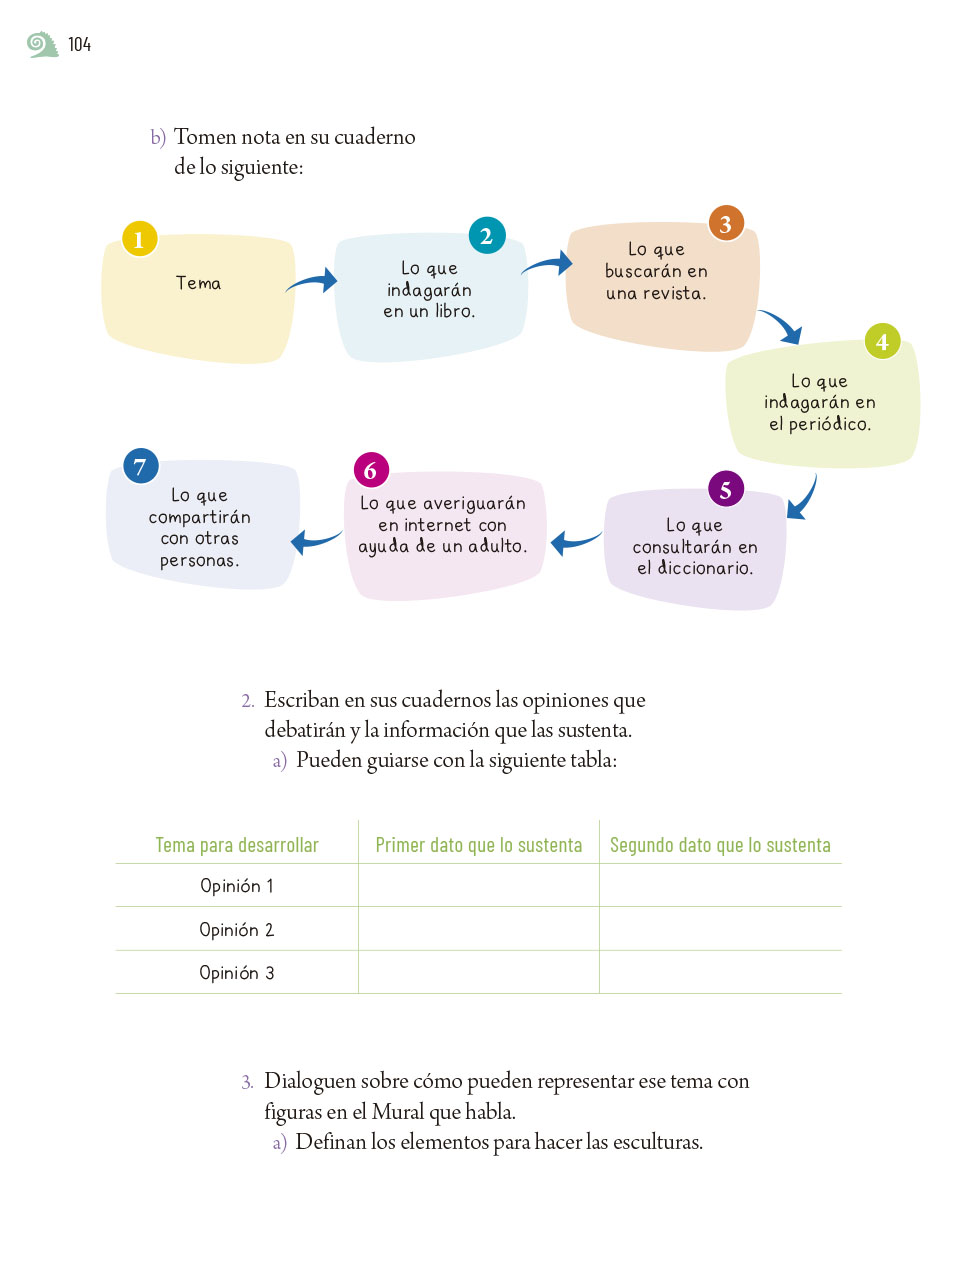 104
b) Tomen nota en su cuaderno
de lo siguiente:
1
Tema
2
Lo que
indagarán
en un libro.
3
Lo que
buscarán en
una revista.
4
Lo que
indagarán en
el periódico.
5
Lo que
consultarán en
el diccionario.
6
Lo que averiguarán
en internet con
ayuda de un adulto.
7
Lo que
compartirán
con otras
personas.
2. Escriban en sus cuadernos las opiniones que
debatirán y la información que las sustenta.
a) Pueden guiarse con la siguiente tabla:
Tema para desarrollar Primer dato que lo sustenta Segundo dato que lo sustenta
Opinión 1
Opinión 2
Opinión 3
3. Dialoguen sobre cómo pueden representar ese tema con
figuras en el Mural que habla.
a) Definan los elementos para hacer las esculturas.